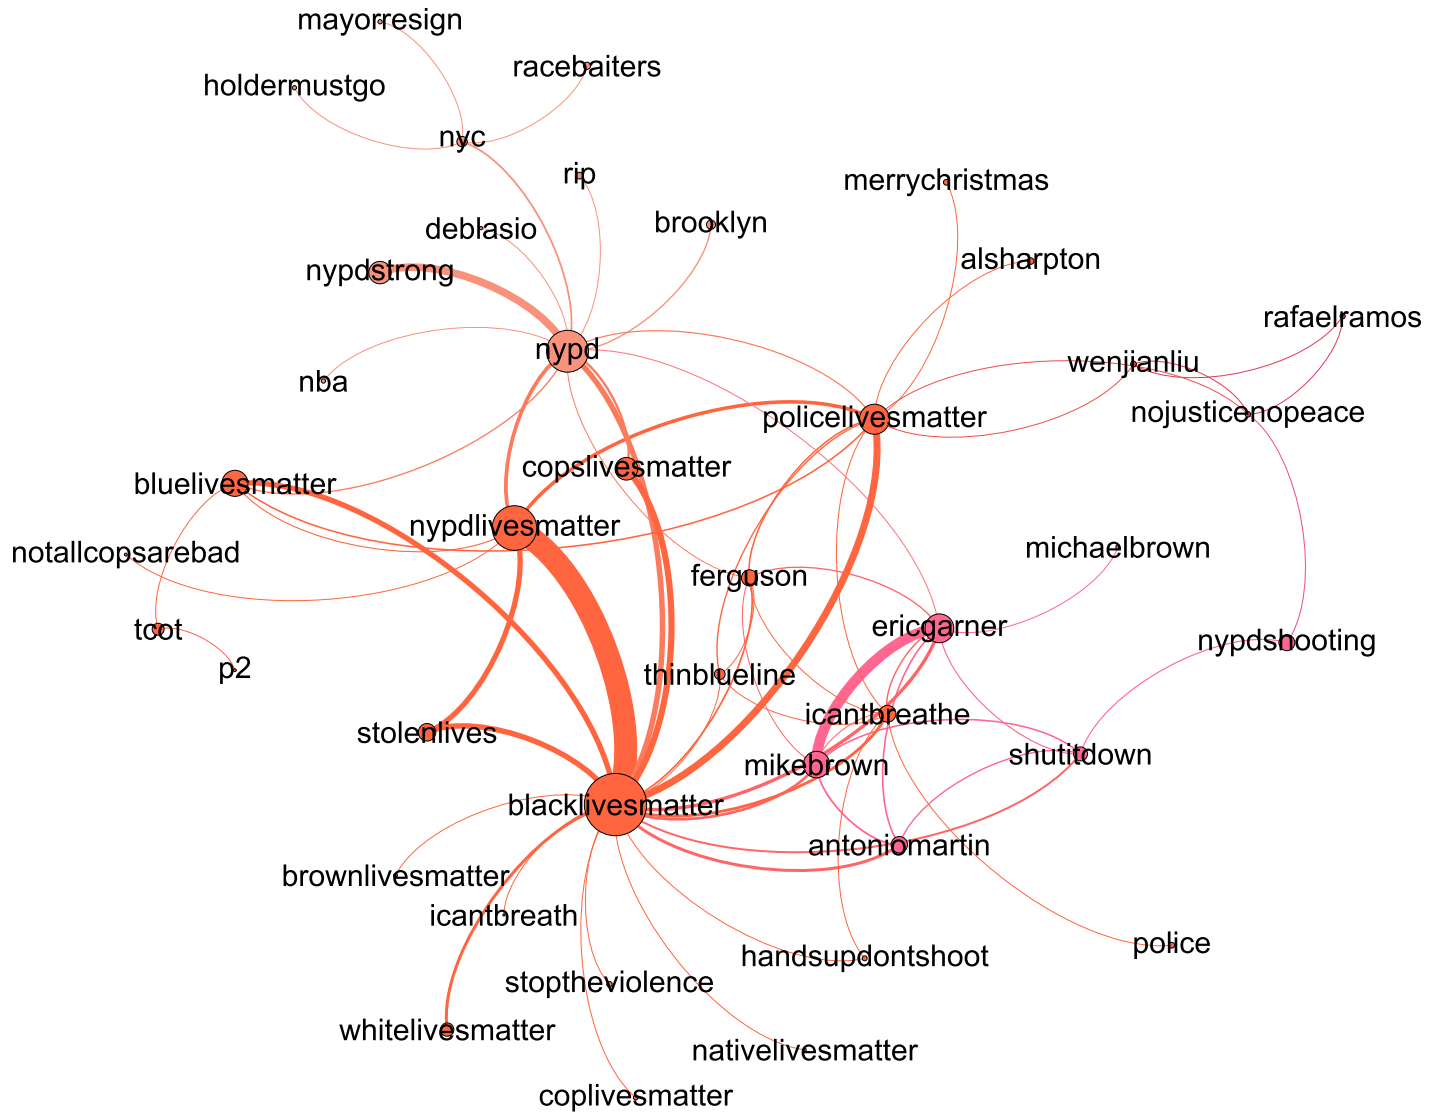 mayorresign
racebaiters
holdermustgo
nyc
rip
merrychristmas
brooklyn
deblasio
alsharpton
nypdstrong
rafaelramos
nypd
wenjianliu
nba
nojusticenopeace
policelivesmatter
copslivesmatter
bluelivesmatter
nypdlivesmatter
michaelbrown
notallcopsarebad
ferguson
ericgarner
tcot
nypdshooting
p2
thinblueline
icantbreathe
stolenlives
shutitdown
mikebrown
blacklivesmatter
antoniomartin
brownlivesmatter
icantbreath
police
handsupdontshoot
stoptheviolence
whitelivesmatter
nativelivesmatter
coplivesmatter